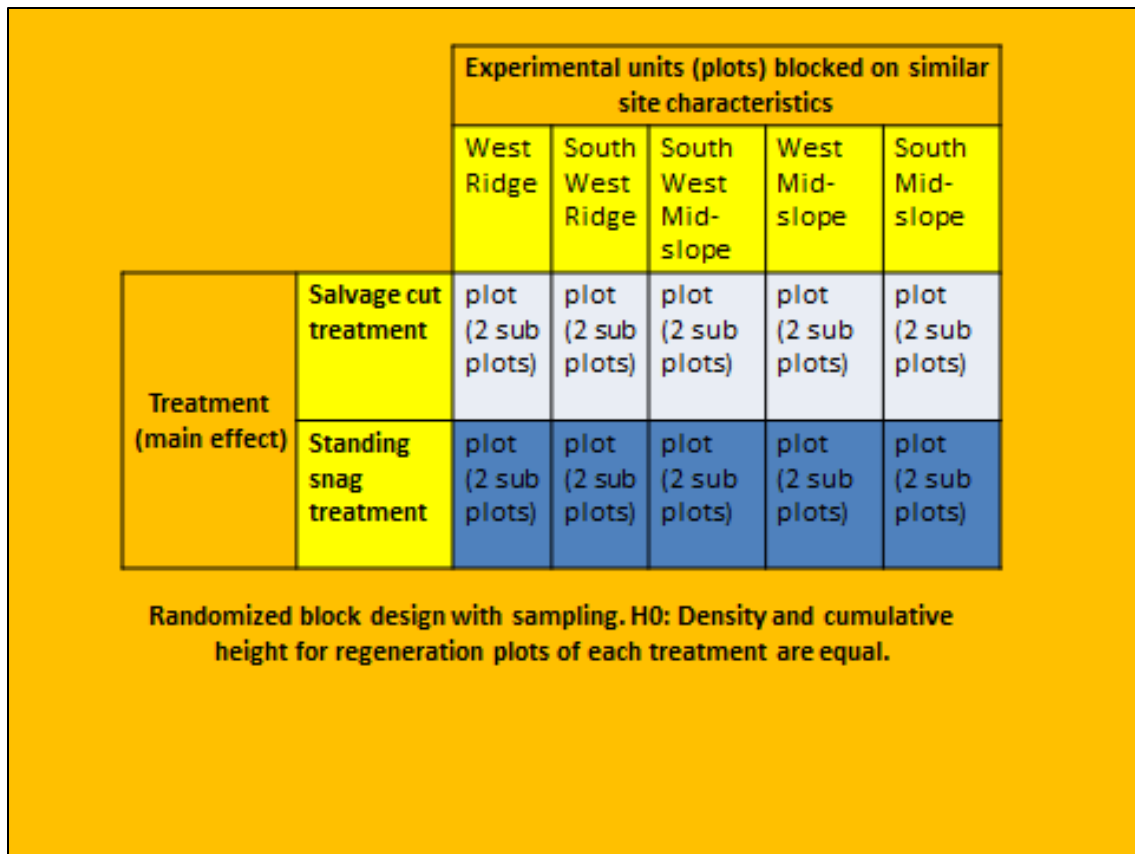 Experimental units (plots) blocked on similar
site characteristics
West
Ridge
South
West
Ridge
South
West
Mid-
slope
West
Mid-
slope
South
Mid-
slope
Treatment
(main effect)
Salvage cut
treatment
plot
(2 sub
plots)
plot
(2 sub
plots)
plot
(2 sub
plots)
plot
(2 sub
plots)
plot
(2 sub
plots)
Standing
snag
treatment
plot
(2 sub
plots)
plot
(2 sub
plots)
plot
(2 sub
plots)
plot
(2 sub
plots)
plot
(2 sub
plots)
Randomized block design with sampling. H0: Density and cumulative
height for regeneration plots of each treatment are equal.